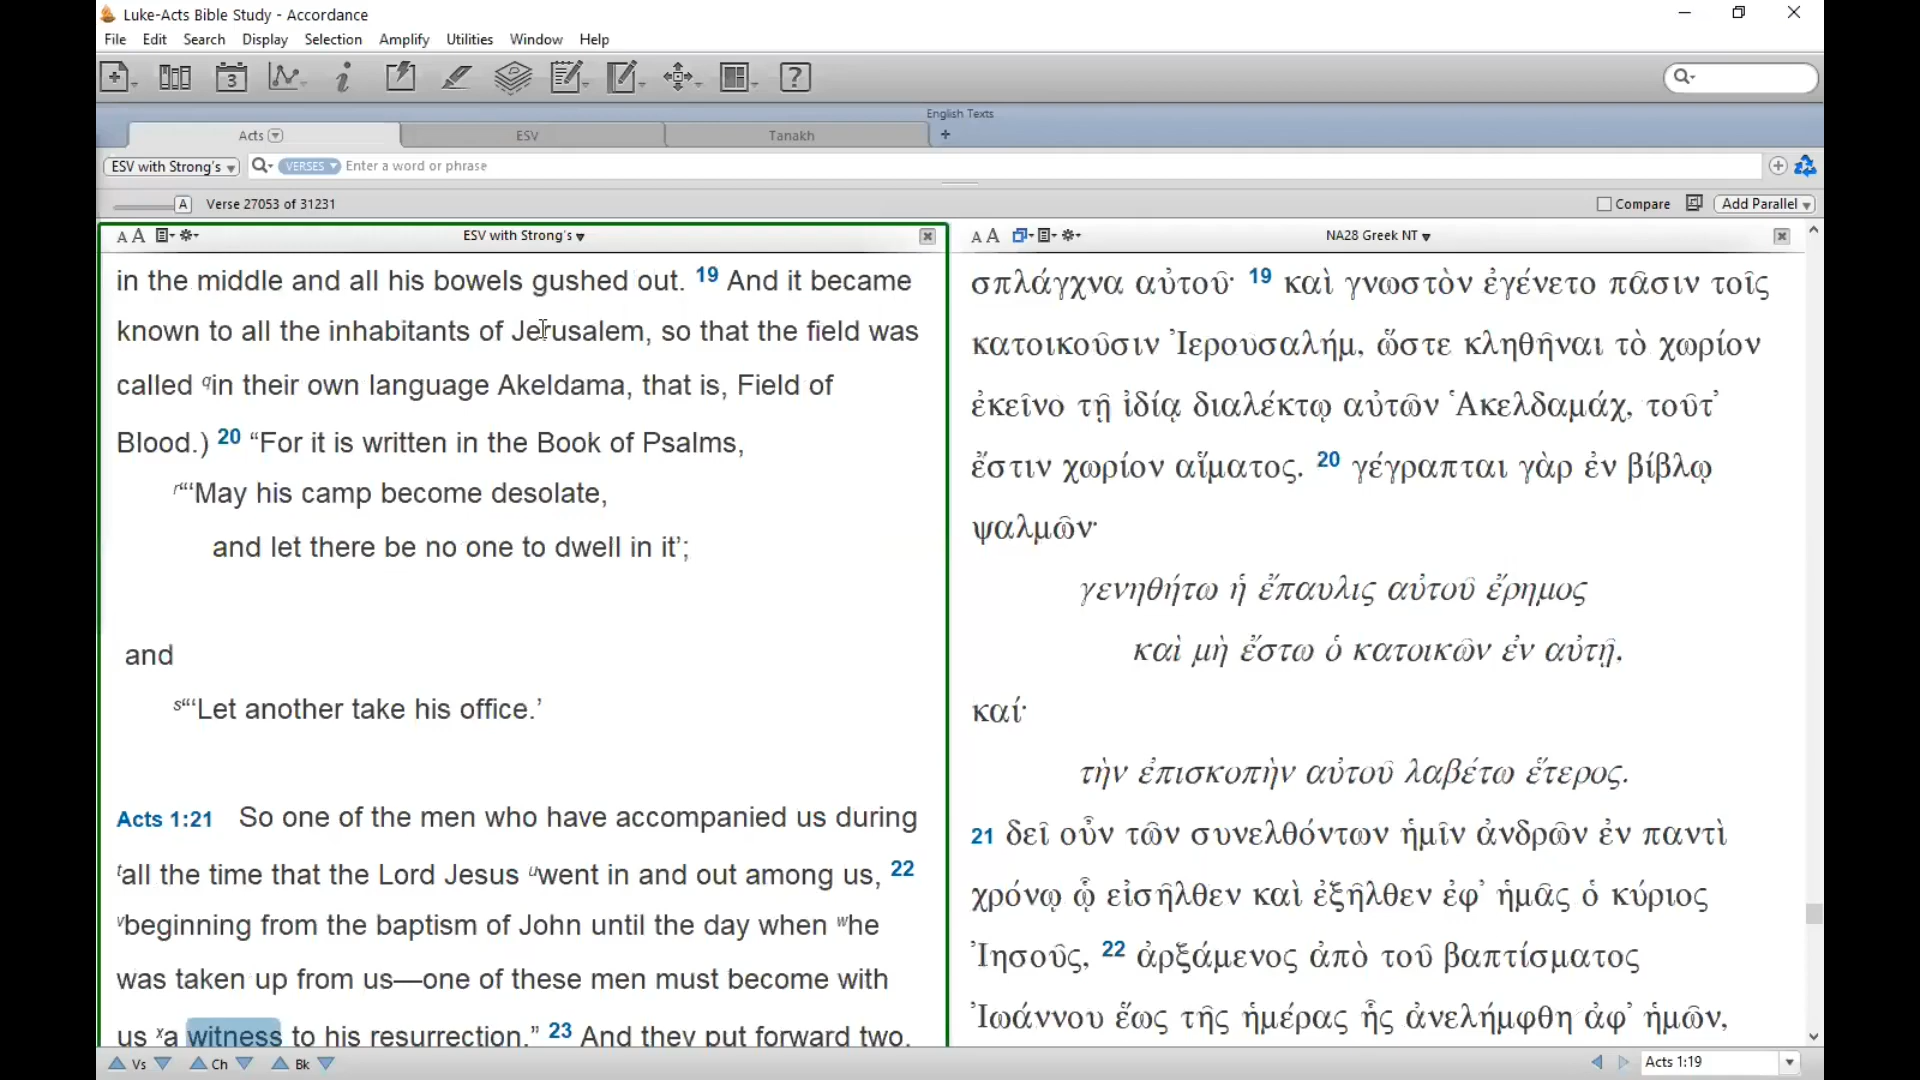 Luke-Acts Bible Study - Accordance
File Edit Search Display Selection Amplify Utilities Window Help
3
English Texts
Acts ESV Tanakh +
ESV with Strong's VERSES Enter a word or phrase
A Verse 27053 of 31231 Compare Add Parallel
A A ESV with Strong's
in the middle and all his bowels gushed out. 19 And it became
known to all the inhabitants of Jerusalem, so that the field was
called qin their own language Akeldama, that is, Field of
Blood.) 20 “For it is written in the Book of Psalms,
r“‘May his camp become desolate,
and let there be no one to dwell in it’;
and
s“‘Let another take his office.’
Acts 1:21 So one of the men who have accompanied us during
tall the time that the Lord Jesus uwent in and out among us, 22
vbeginning from the baptism of John until the day when whe
was taken up from us—one of these men must become with
us xa witness to his resurrection.” 23 And they put forward two,
A A NA28 Greek NT
σπλάγχνα αὐτοῦ· 19 καὶ γνωστὸν ἐγένετο πᾶσιν τοῖς
κατοικοῦσιν Ἰερουσαλήμ, ὥστε κληθῆναι τὸ χωρίον
ἐκεῖνο τῇ ἰδίᾳ διαλέκτῳ αὐτῶν Ἁκελδαμάχ, τοῦτ’
ἔστιν χωρίον αἵματος. 20 γέγραπται γὰρ ἐν βίβλῳ
ψαλμῶν·
γενηθήτω ἡ ἔπαυλις αὐτοῦ ἔρημος
καὶ μὴ ἔστω ὁ κατοικῶν ἐν αὐτῇ,
καί·
τὴν ἐπισκοπὴν αὐτοῦ λαβέτω ἕτερος.
21 δεῖ οὖν τῶν συνελθόντων ἡμῖν ἀνδρῶν ἐν παντὶ
χρόνῳ ᾧ εἰσῆλθεν καὶ ἐξῆλθεν ἐφ’ ἡμᾶς ὁ κύριος
Ἰησοῦς, 22 ἀρξάμενος ἀπὸ τοῦ βαπτίσματος
Ἰωάννου ἕως τῆς ἡμέρας ἧς ἀνελήμφθη ἀφ’ ἡμῶν,
Vs Ch Bk Acts 1:19